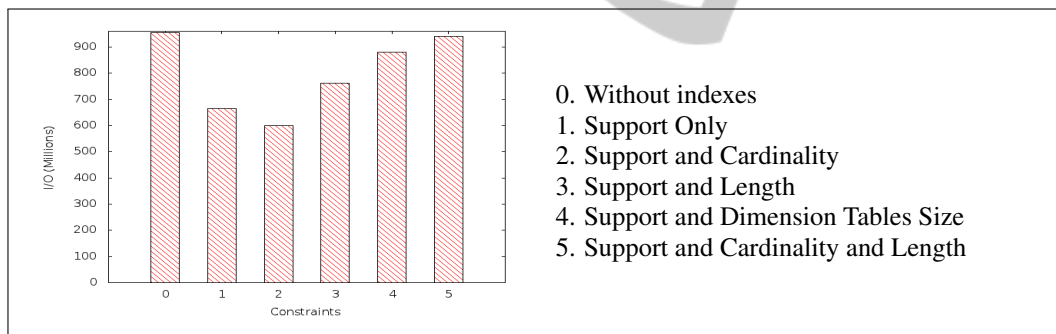 900
800
700
600
500
400
300
200
100
0
I/O (Millions)
0 1 2 3 4 5
Constraints
0. Without indexes
1. Support Only
2. Support and Cardinality
3. Support and Length
4. Support and Dimension Tables Size
5. Support and Cardinality and Length